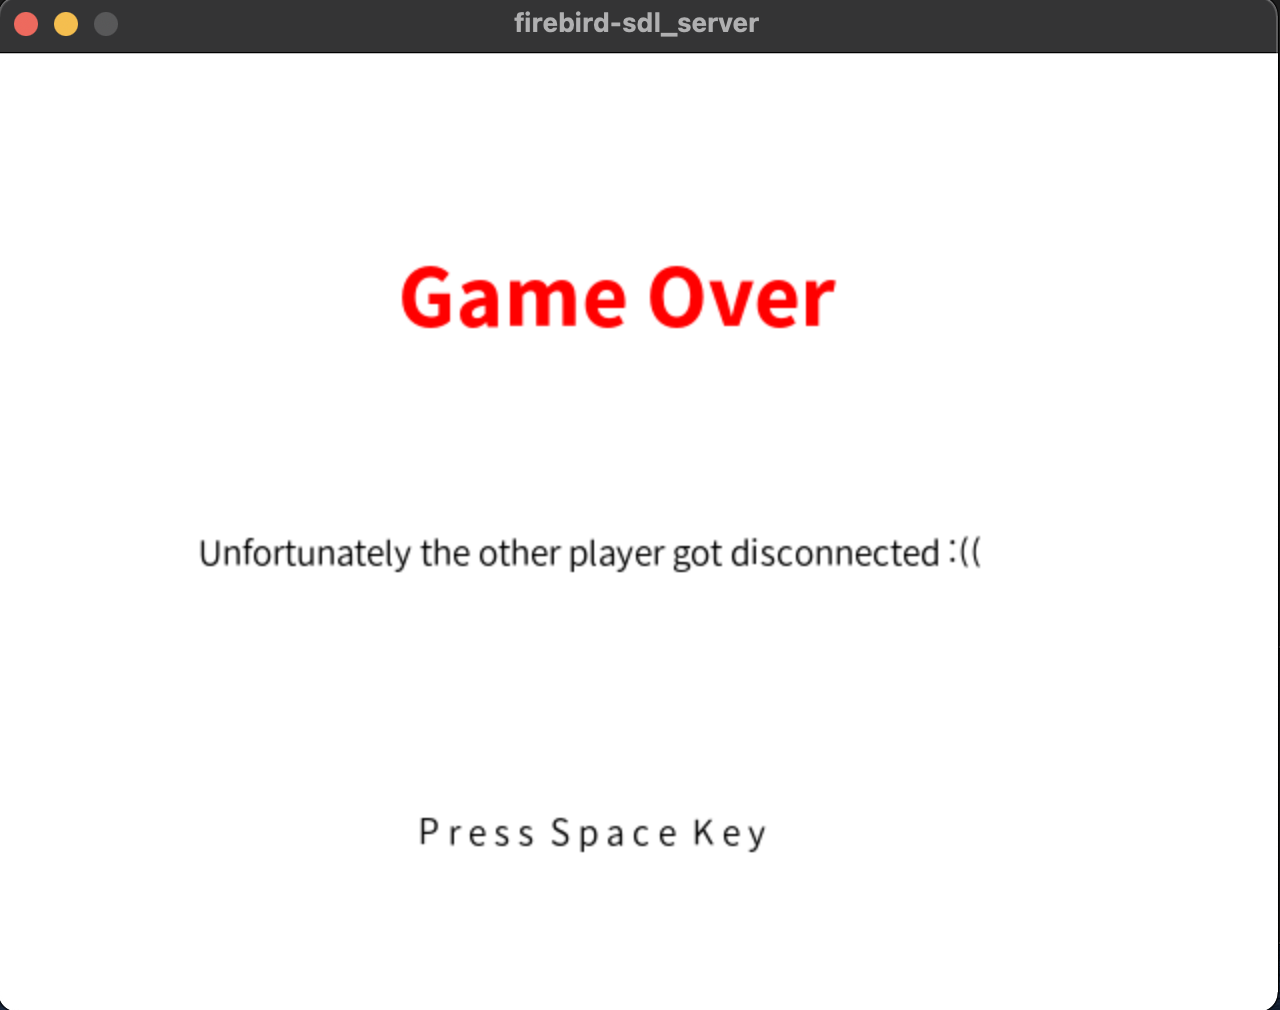 firebird-sdl_server
Game Over
Unfortunately the other player got disconnected :((
Press Space Key